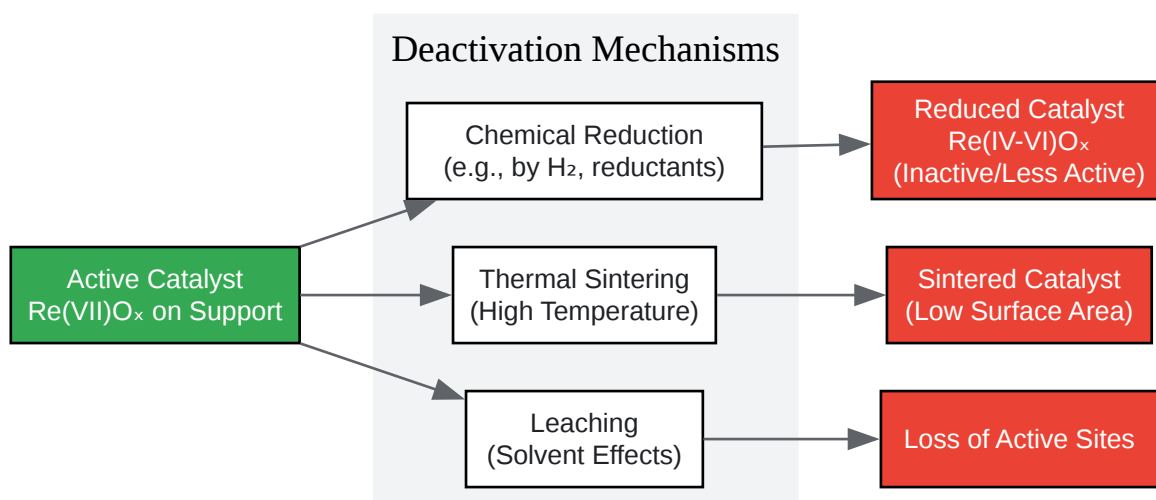 Deactivation Mechanisms
Chemical Reduction
(e.g., by H₂, reductants)
Reduced Catalyst
Re(IV-VI)Oₓ
(Inactive/Less Active)
Active Catalyst
Re(VII)Oₓ on Support
Thermal Sintering
(High Temperature)
Sintered Catalyst
(Low Surface Area)
Leaching
(Solvent Effects)
Loss of Active Sites